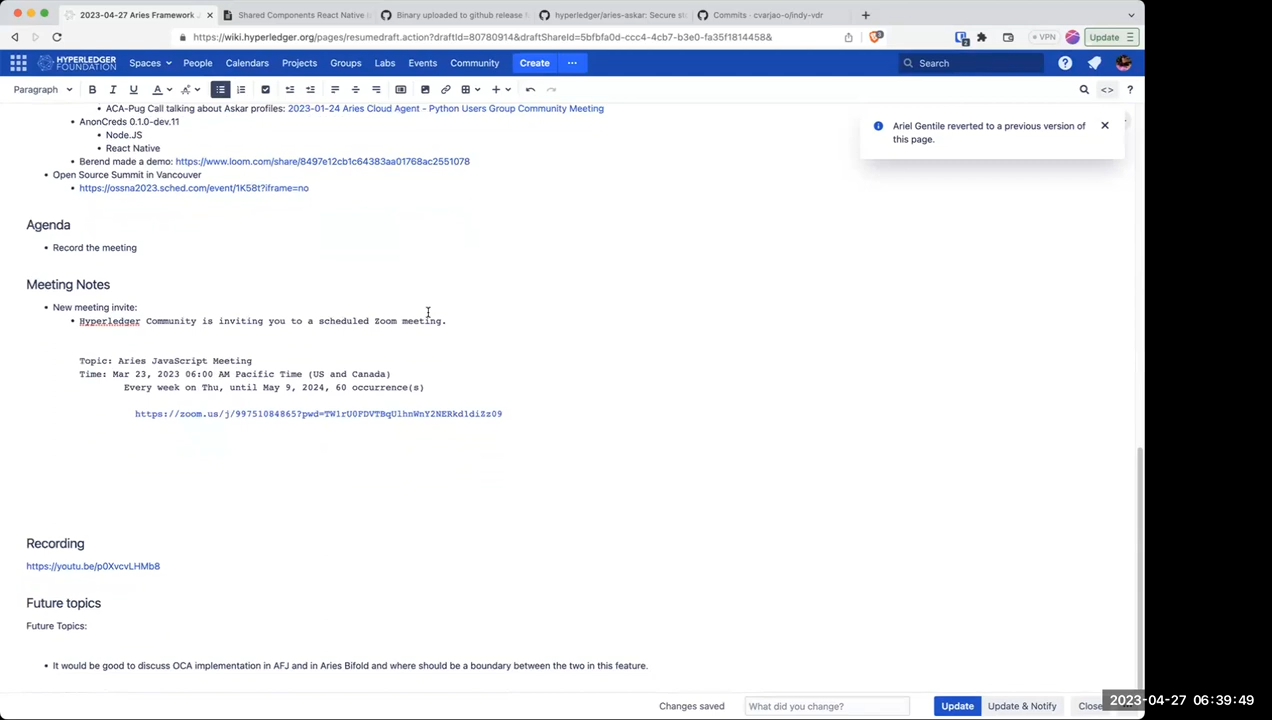 2023-04-27 Aries Framework J
Shared Components React Native
Binary uploaded to github release
hyperledger/aries-askar: Secure st
Commits · cvarjao-o/indy-vdr
https://wiki.hyperledger.org/pages/resumedraft.action?draftId=80780914&draftShareId=5bfbfa0d-ccc4-4cb7-b3e0-fa35f1814458&
VPN
Update
HYPERLEDGER FOUNDATION
Spaces
People
Calendars
Projects
Groups
Labs
Events
Community
Create
Search
Paragraph
ACA-Pug Call talking about Askar profiles: 2023-01-24 Aries Cloud Agent - Python Users Group Community Meeting
AnonCreds 0.1.0-dev.11
Node.JS
React Native
Berend made a demo: https://www.loom.com/share/8497e12cb1c64383aa01768ac2551078
Open Source Summit in Vancouver
https://ossna2023.sched.com/event/1K58t?iframe=no
Ariel Gentile reverted to a previous version of
this page.
Agenda
Record the meeting
Meeting Notes
New meeting invite:
Hyperledger Community is inviting you to a scheduled Zoom meeting.
Topic: Aries JavaScript Meeting
Time: Mar 23, 2023 06:00 AM Pacific Time (US and Canada)
Every week on Thu, until May 9, 2024, 60 occurrence(s)
https://zoom.us/j/99751084865?pwd=TW1rU0FDVTBqUlhnWnY2NERkd1diZz09
Recording
https://youtu.be/p0XvcvLHMb8
Future topics
Future Topics:
It would be good to discuss OCA implementation in AFJ and in Aries Bifold and where should be a boundary between the two in this feature.
Changes saved
What did you change?
Update
Update & Notify
Close
2023-04-27 06:39:49